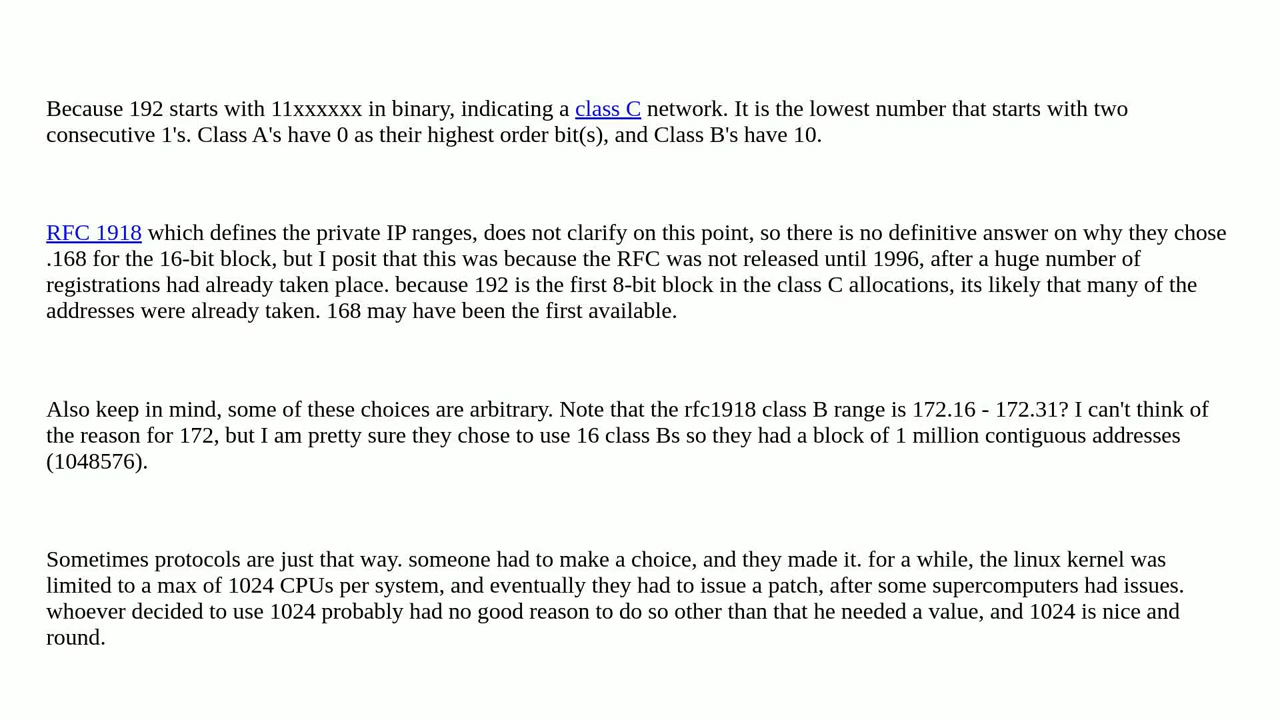 Because 192 starts with 11xxxxxx in binary, indicating a class C network. It is the lowest number that starts with two
consecutive 1's. Class A's have 0 as their highest order bit(s), and Class B's have 10.
RFC 1918 which defines the private IP ranges, does not clarify on this point, so there is no definitive answer on why they chose
.168 for the 16-bit block, but I posit that this was because the RFC was not released until 1996, after a huge number of
registrations had already taken place. because 192 is the first 8-bit block in the class C allocations, its likely that many of the
addresses were already taken. 168 may have been the first available.
Also keep in mind, some of these choices are arbitrary. Note that the rfc1918 class B range is 172.16 - 172.31? I can't think of
the reason for 172, but I am pretty sure they chose to use 16 class Bs so they had a block of 1 million contiguous addresses
(1048576).
Sometimes protocols are just that way. someone had to make a choice, and they made it. for a while, the linux kernel was
limited to a max of 1024 CPUs per system, and eventually they had to issue a patch, after some supercomputers had issues.
whoever decided to use 1024 probably had no good reason to do so other than that he needed a value, and 1024 is nice and
round.